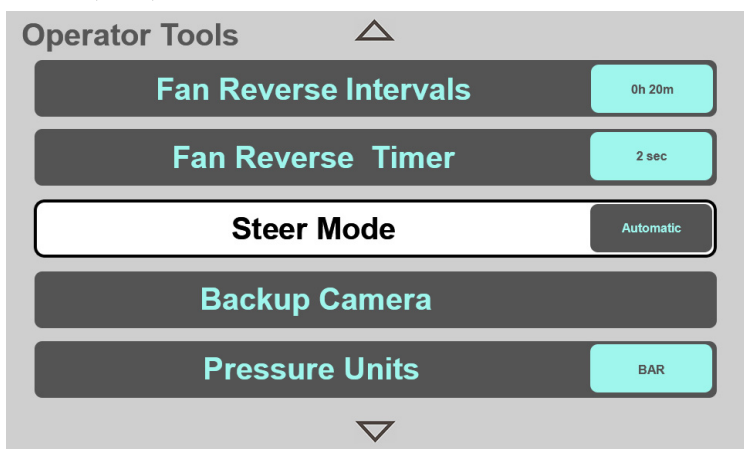 Operator Tools
Fan Reverse Intervals 0h 20m
Fan Reverse Timer 2 sec
Steer Mode Automatic
Backup Camera
Pressure Units BAR